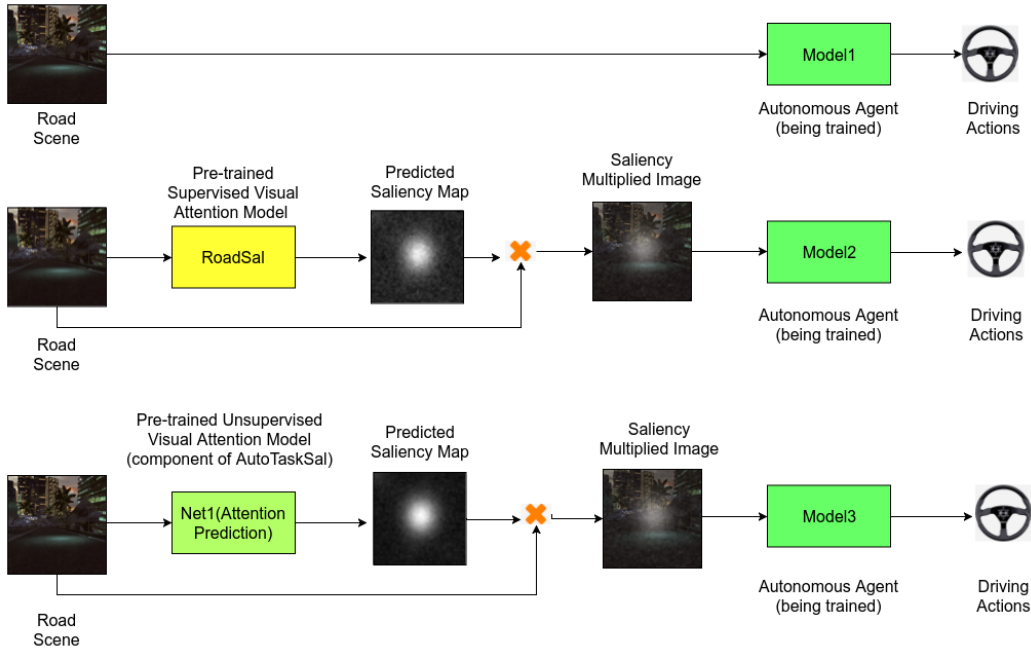 Model1
Road
Scene
Autonomous Agent
(being trained)
Driving
Actions
Pre-trained
Supervised Visual
Attention Model
RoadSal
Predicted
Saliency Map
Saliency
Multiplied Image
Model2
Road
Scene
Autonomous Agent
(being trained)
Driving
Actions
Pre-trained Unsupervised
Visual Attention Model
(component of AutoTaskSal)
Net1(Attention
Prediction)
Predicted
Saliency Map
Saliency
Multiplied Image
Model3
Road
Scene
Autonomous Agent
(being trained)
Driving
Actions